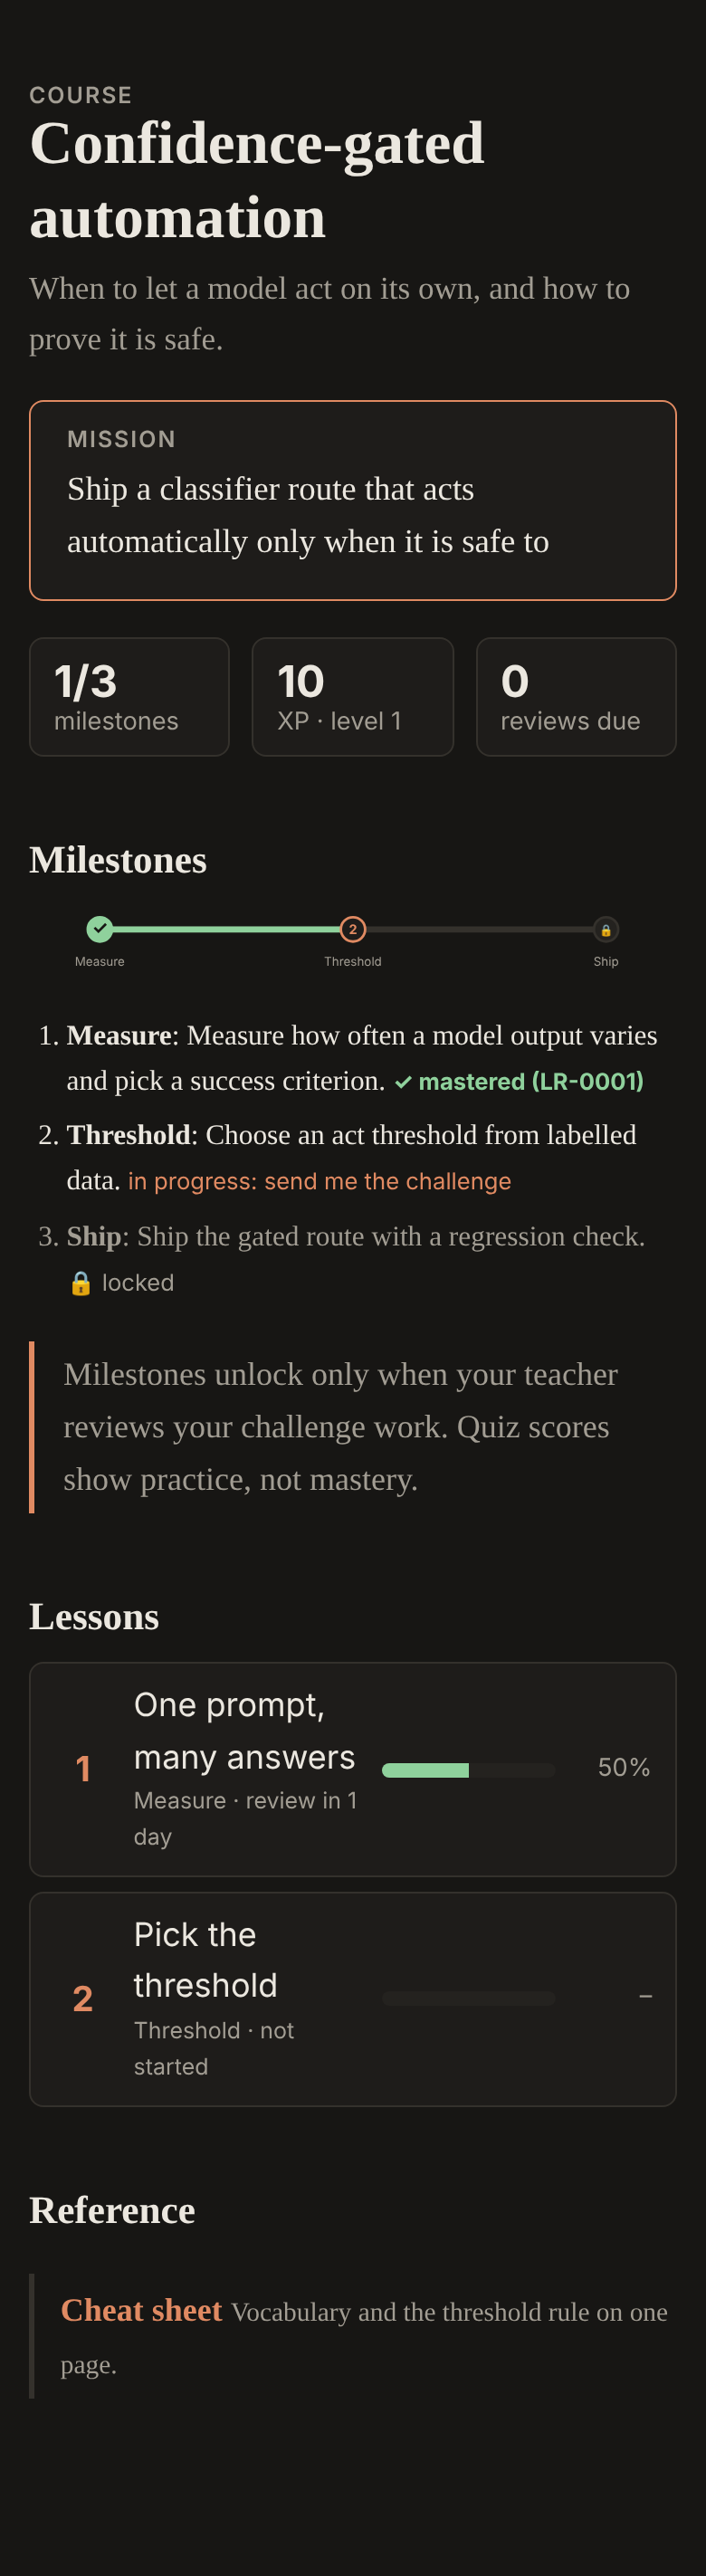 COURSE
Confidence-gated
automation
When to let a model act on its own, and how to
prove it is safe.
MISSION
Ship a classifier route that acts
automatically only when it is safe to
1/3
milestones
10
XP · level 1
0
reviews due
Milestones
2
Measure
Threshold
Ship
1. Measure: Measure how often a model output varies
and pick a success criterion. ✓ mastered (LR-0001)
2. Threshold: Choose an act threshold from labelled
data. in progress: send me the challenge
3. Ship: Ship the gated route with a regression check.
🔒 locked
Milestones unlock only when your teacher
reviews your challenge work. Quiz scores
show practice, not mastery.
Lessons
1
One prompt,
many answers
Measure · review in 1
day
50%
2
Pick the
threshold
Threshold · not
started
–
Reference
Cheat sheet Vocabulary and the threshold rule on one
page.